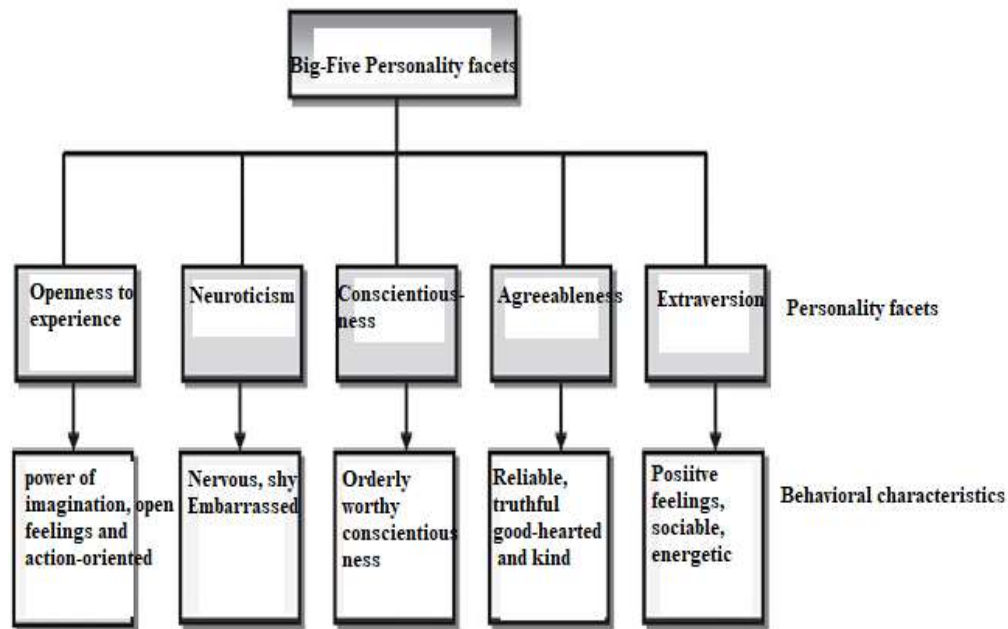 Big-Five Personality facets
Openness to
experience
Neuroticism
Conscientious-
ness
Agreeableness
Extraversion
Personality facets
power of
imagination, open
feelings and
action-oriented
Nervous, shy
Embarrassed
Orderly
worthy
conscientious
ness
Reliable,
truthful
good-hearted
and kind
Posiitve
feelings,
sociable,
energetic
Behavioral characteristics